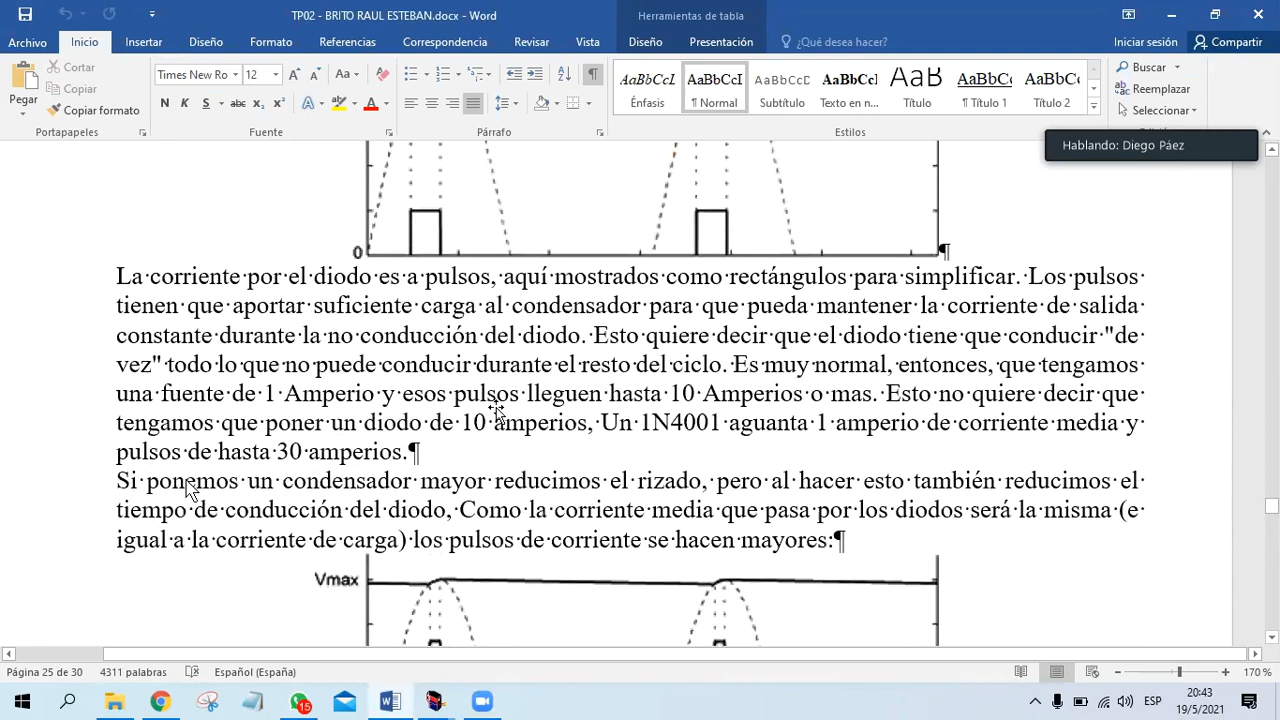 TP02 - BRITO RAUL ESTEBAN.docx - Word
Herramientas de tabla
Archivo Inicio Insertar Diseño Formato Referencias Correspondencia Revisar Vista Diseño Presentación ¿Qué desea hacer? Iniciar sesión Compartir
Pegar
Cortar
Copiar
Copiar formato
Portapapeles
Times New Ro 12 Aa
N K S abc x₂ x² A A
Fuente
Párrafo
AaBbCcL Énfasis
AaBbCcI ¶ Normal
AaBbCcD Subtítulo
AaBbCcl Texto en n...
AaB Título
AaBbCc ¶ Título 1
AaBbC Título 2
Estilos
Buscar
Reemplazar
Seleccionar
Hablando: Diego Páez
0
La corriente por el diodo es a pulsos, aquí mostrados como rectángulos para simplificar. Los pulsos
tienen que aportar suficiente carga al condensador para que pueda mantener la corriente de salida
constante durante la no conducción del diodo. Esto quiere decir que el diodo tiene que conducir "de
vez" todo lo que no puede conducir durante el resto del ciclo. Es muy normal, entonces, que tengamos
una fuente de 1 Amperio y esos pulsos lleguen hasta 10 Amperios o mas. Esto no quiere decir que
tengamos que poner un diodo de 10 amperios, Un 1N4001 aguanta 1 amperio de corriente media y
pulsos de hasta 30 amperios.¶
Si ponemos un condensador mayor reducimos el rizado, pero al hacer esto también reducimos el
tiempo de conducción del diodo, Como la corriente media que pasa por los diodos será la misma (e
igual a la corriente de carga) los pulsos de corriente se hacen mayores:¶
Vmax
Página 25 de 30 4311 palabras Español (España) 170 %
15
ESP
20:43
19/5/2021